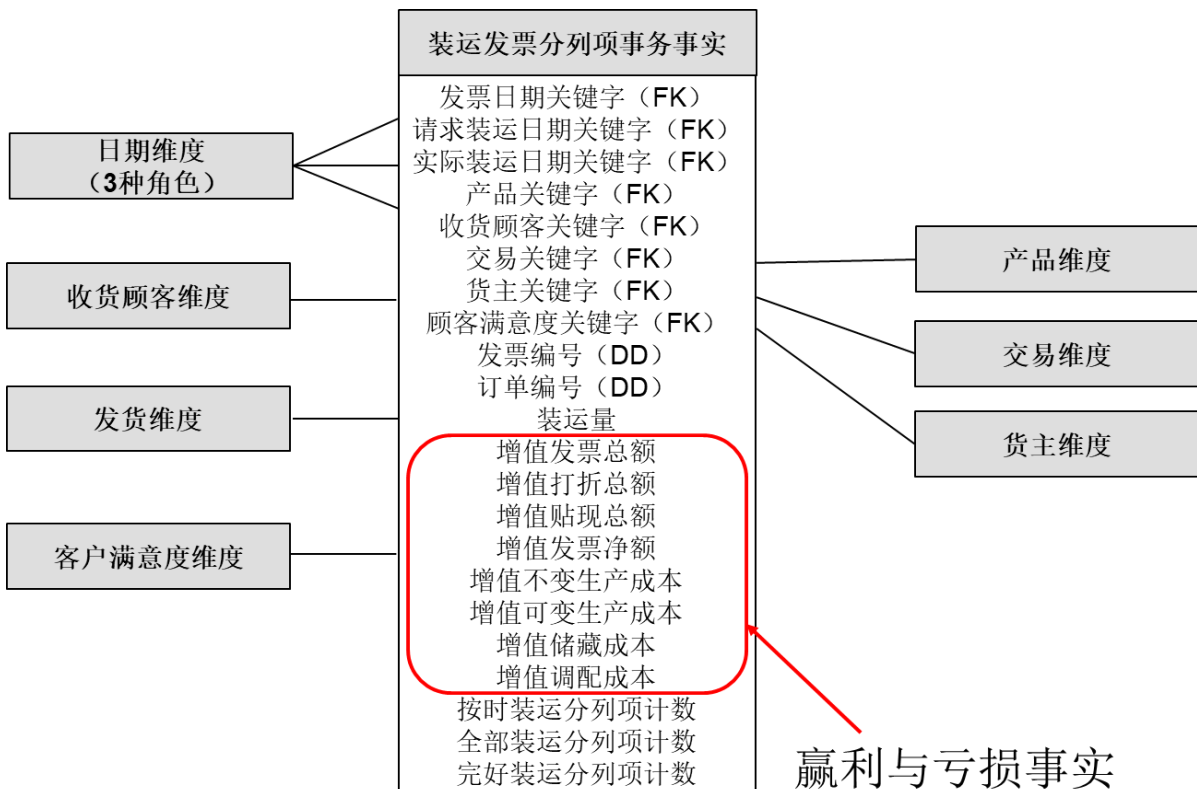 装运发票分列项事务事实
发票日期关键字（FK）
请求装运日期关键字（FK）
实际装运日期关键字（FK）
产品关键字（FK）
收货顾客关键字（FK）
交易关键字（FK）
货主关键字（FK）
顾客满意度关键字（FK）
发票编号（DD）
订单编号（DD）
装运量
增值发票总额
增值打折总额
增值贴现总额
增值发票净额
增值不变生产成本
增值可变生产成本
增值储藏成本
增值调配成本
按时装运分列项计数
全部装运分列项计数
完好装运分列项计数
日期维度
（3种角色）
收货顾客维度
发货维度
客户满意度维度
产品维度
交易维度
货主维度
赢利与亏损事实